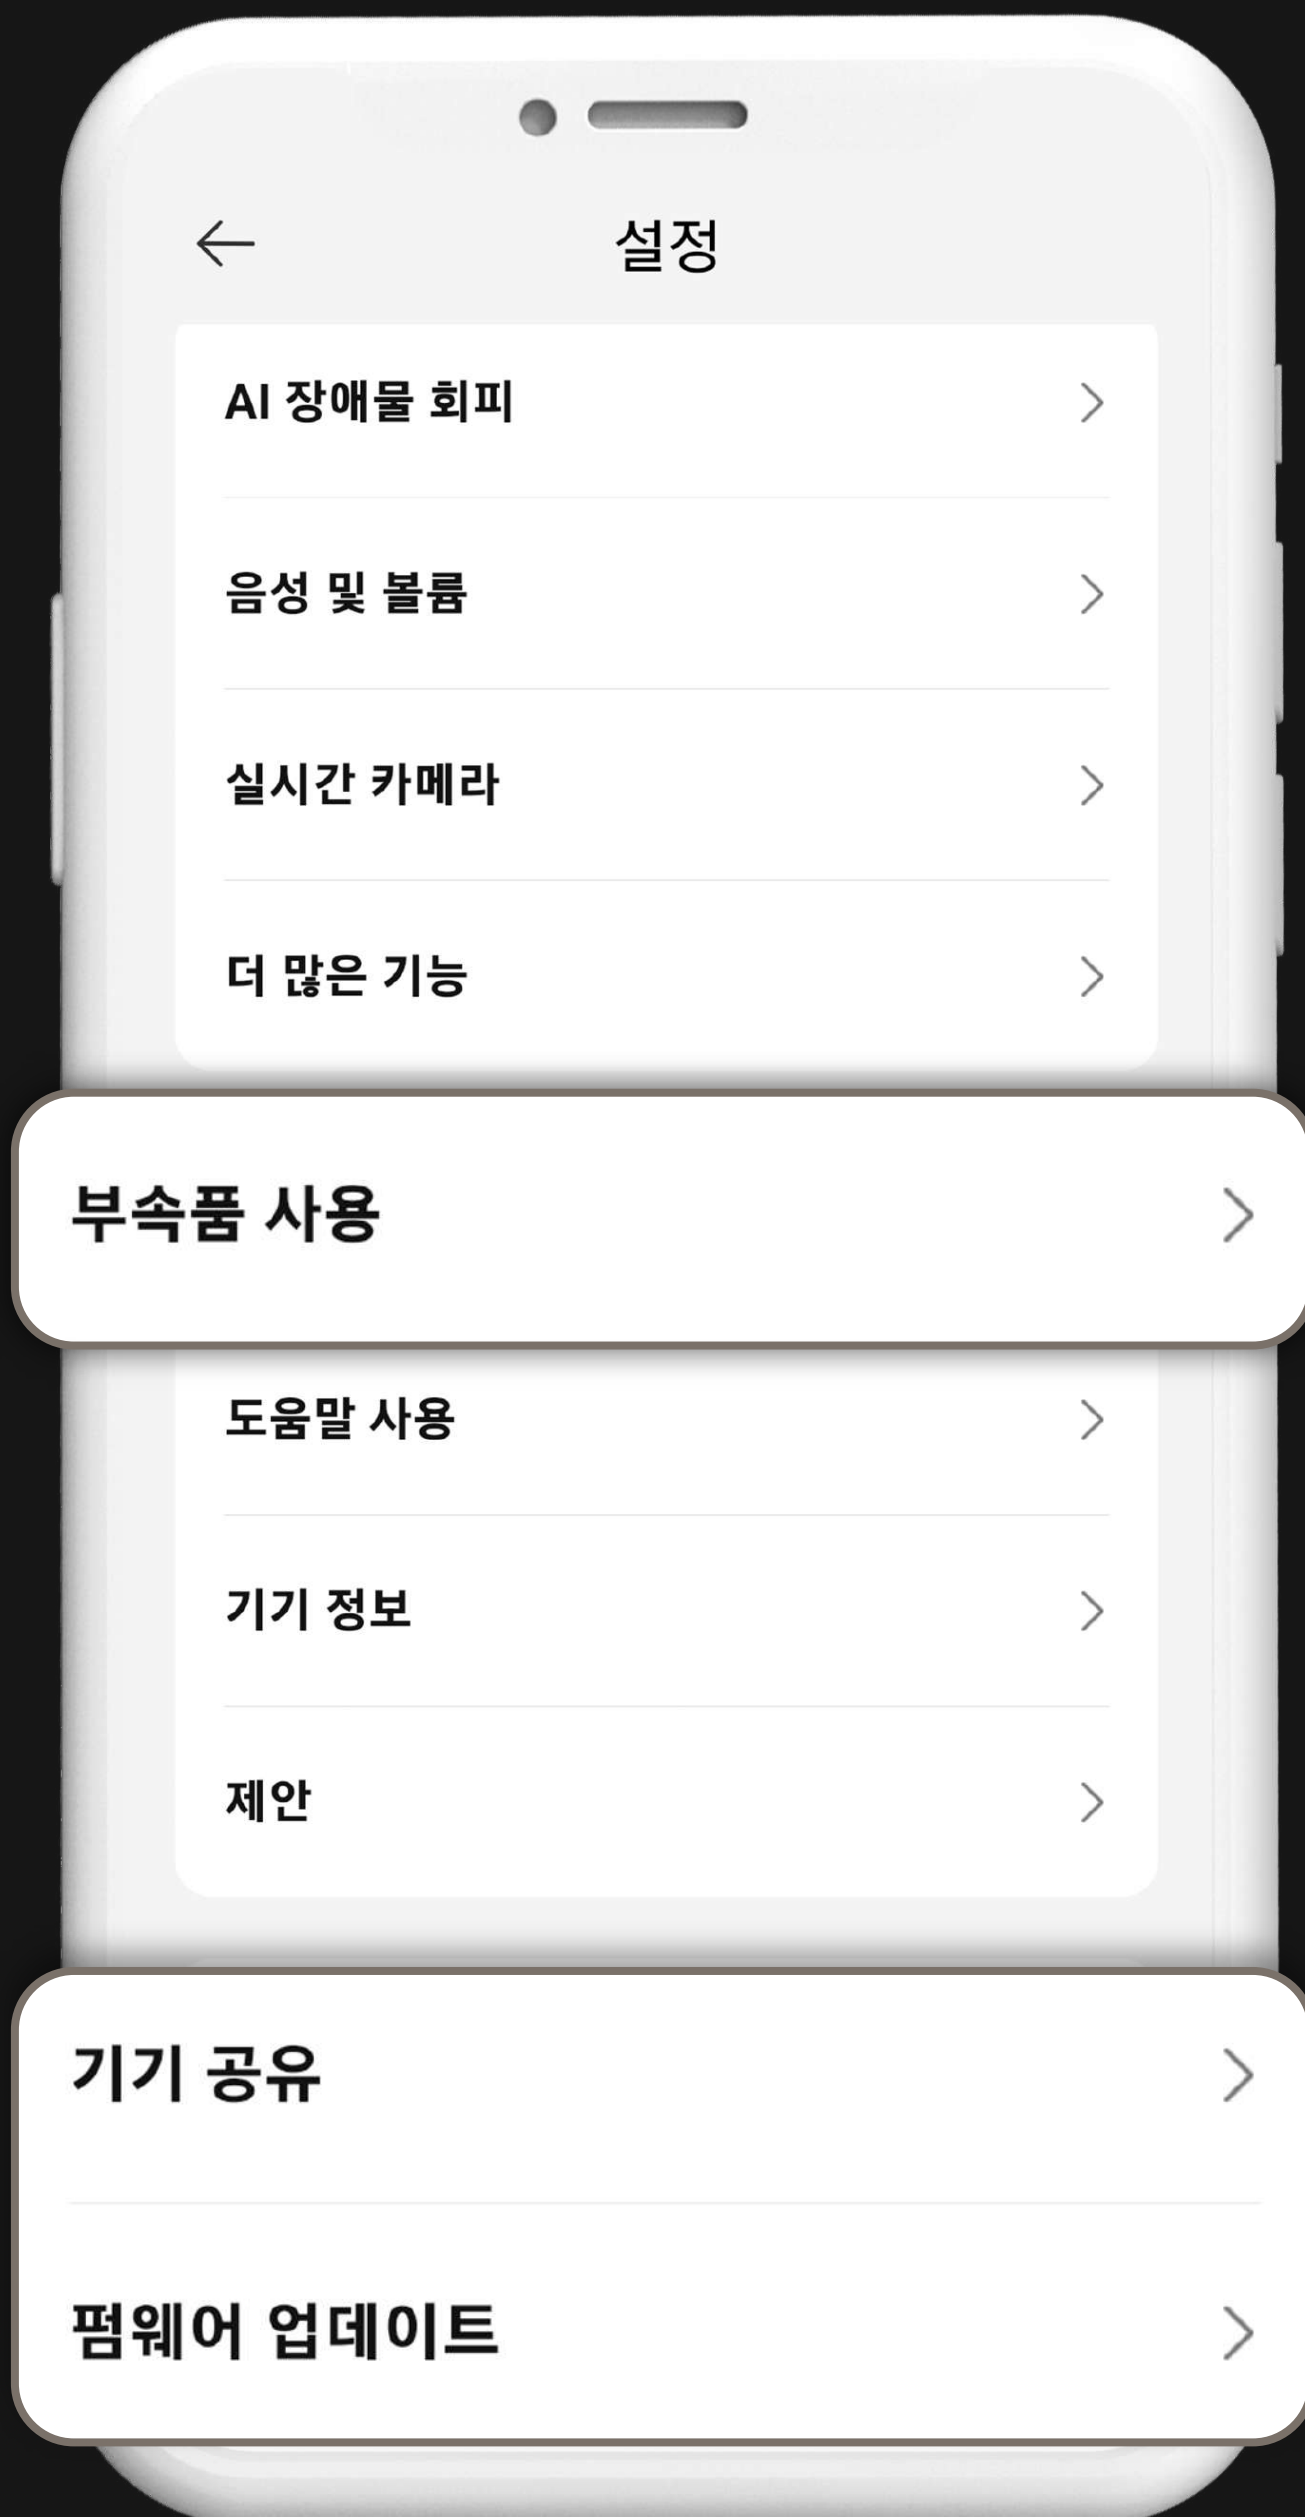 설정
AI 장애물 회피
음성 및 볼륨
실시간 카메라
더 많은 기능
부속품 사용
도움말 사용
기기 정보
제안
기기 공유
펌웨어 업데이트